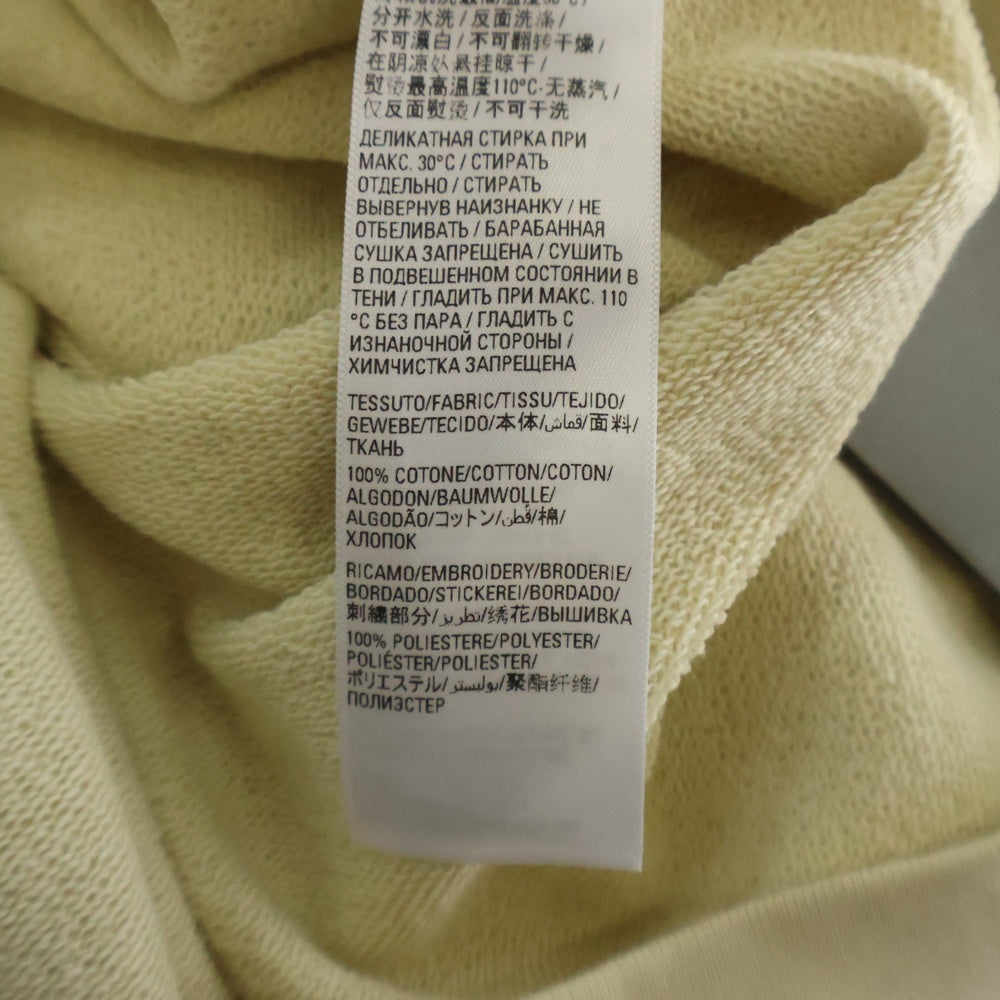 分开水洗 / 反面洗涤 /
不可漂白 / 不可翻转干燥 /
在阴凉处悬挂晾干 /
熨烫最高温度110°C-无蒸汽 /
仅反面熨烫 / 不可干洗
ДЕЛИКАТНАЯ СТИРКА ПРИ
МАКС. 30°C / СТИРАТЬ
ОТДЕЛЬНО / СТИРАТЬ
ВЫВЕРНУВ НАИЗНАНКУ / НЕ
ОТБЕЛИВАТЬ / БАРАБАННАЯ
СУШКА ЗАПРЕЩЕНА / СУШИТЬ
В ПОДВЕШЕННОМ СОСТОЯНИИ В
ТЕНИ / ГЛАДИТЬ ПРИ МАКС. 110
°C БЕЗ ПАРА / ГЛАДИТЬ С
ИЗНАНОЧНОЙ СТОРОНЫ /
ХИМЧИСТКА ЗАПРЕЩЕНА
TESSUTO/FABRIC/TISSU/TEJIDO/
GEWEBE/TECIDO/本体/قماش/面料/
ТКАНЬ
100% COTONE/COTTON/COTON/
ALGODON/BAUMWOLLE/
ALGODÃO/コットン/قُطن/棉/
ХЛОПОК
RICAMO/EMBROIDERY/BRODERIE/
BORDADO/STICKEREI/BORDADO/
刺繍部分/تطريز/绣花/ВЫШИВКА
100% POLIESTERE/POLYESTER/
POLIÉSTER/POLIESTER/
ポリエステル/بوليستر/聚酯纤维/
ПОЛИЭСТЕР